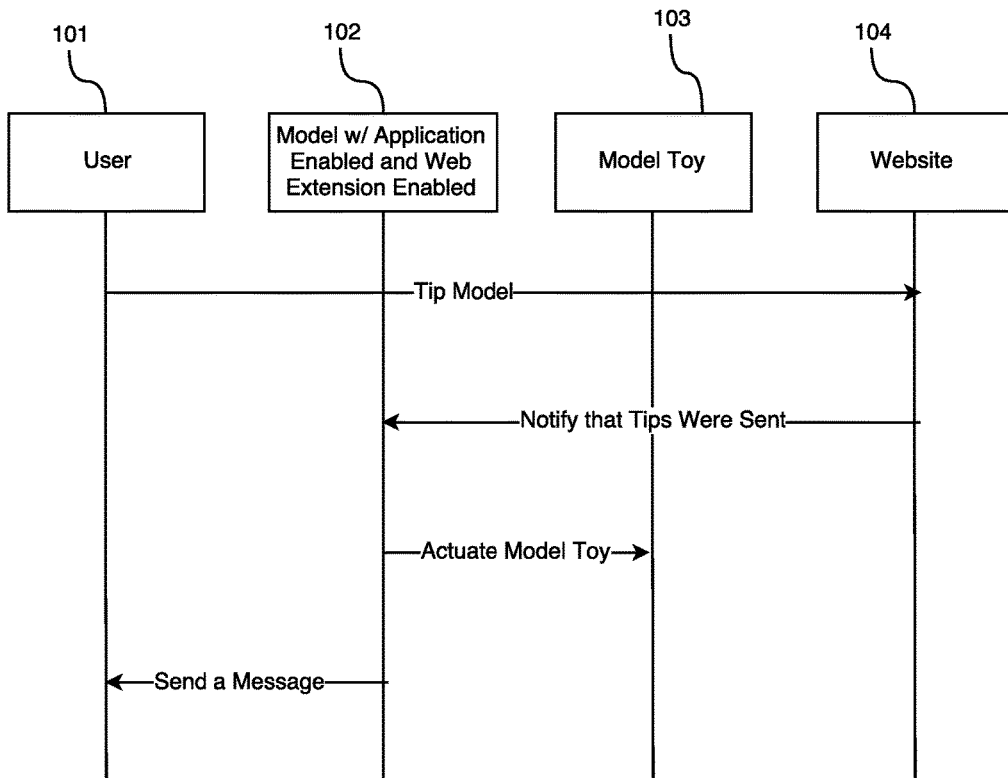 101
102
103
104
User
Model w/ Application
Enabled and Web
Extension Enabled
Model Toy
Website
Tip Model
Notify that Tips Were Sent
Actuate Model Toy
Send a Message